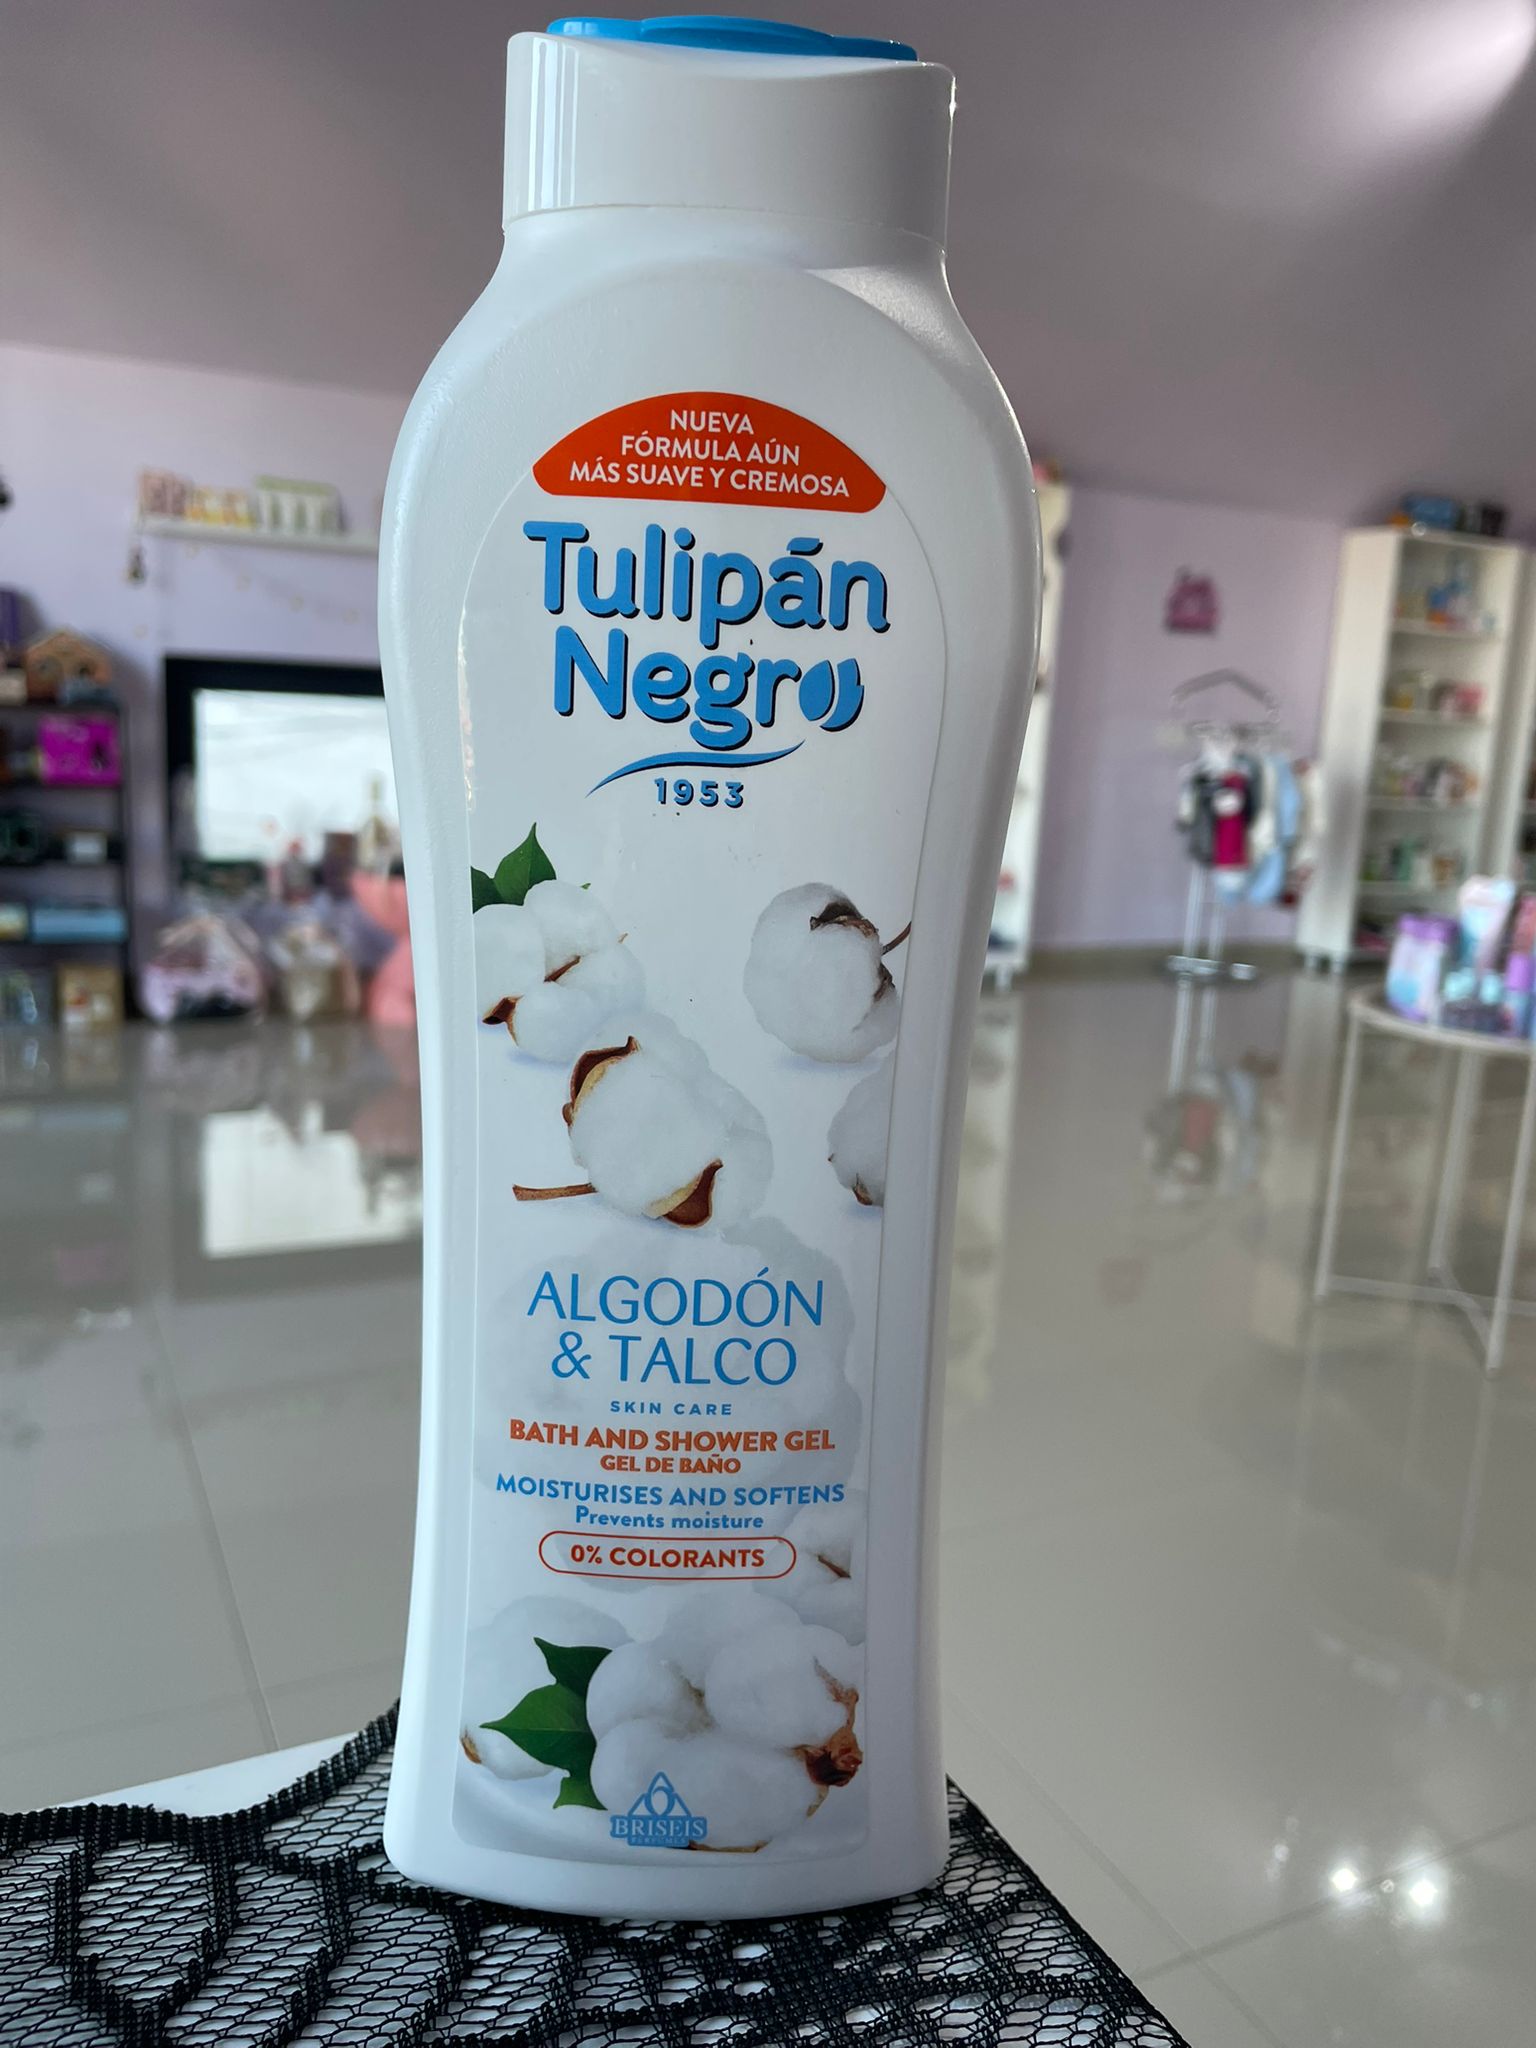 NUEVA
FÓRMULA AÚN
MÁS SUAVE Y CREMOSA
Tulipán
Negro
1953
ALGODÓN
& TALCO
SKIN CARE
BATH AND SHOWER GEL
GEL DE BAÑO
MOISTURISES AND SOFTENS
Prevents moisture
0% COLORANTS
BRISEIS
PERFUMES